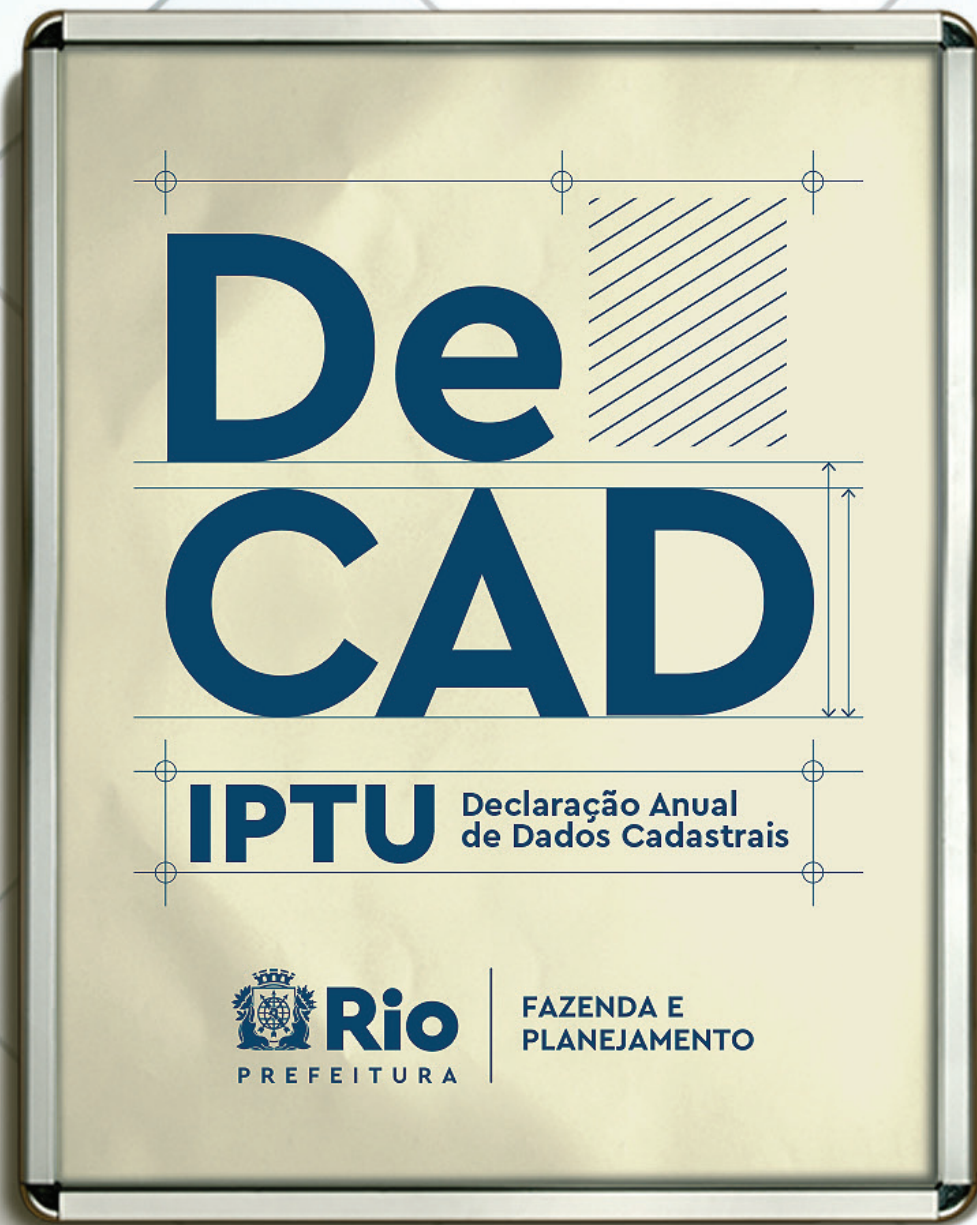 De
CAD
IPTU Declaração Anual
de Dados Cadastrais
Rio
PREFEITURA
FAZENDA E
PLANEJAMENTO